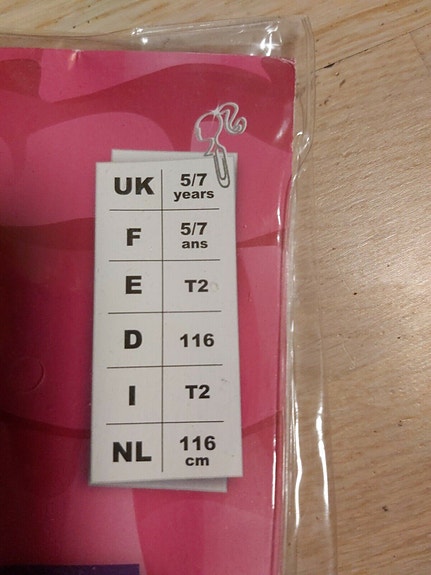 UK 5/7 years
F 5/7 ans
E T2
D 116
I T2
NL 116 cm